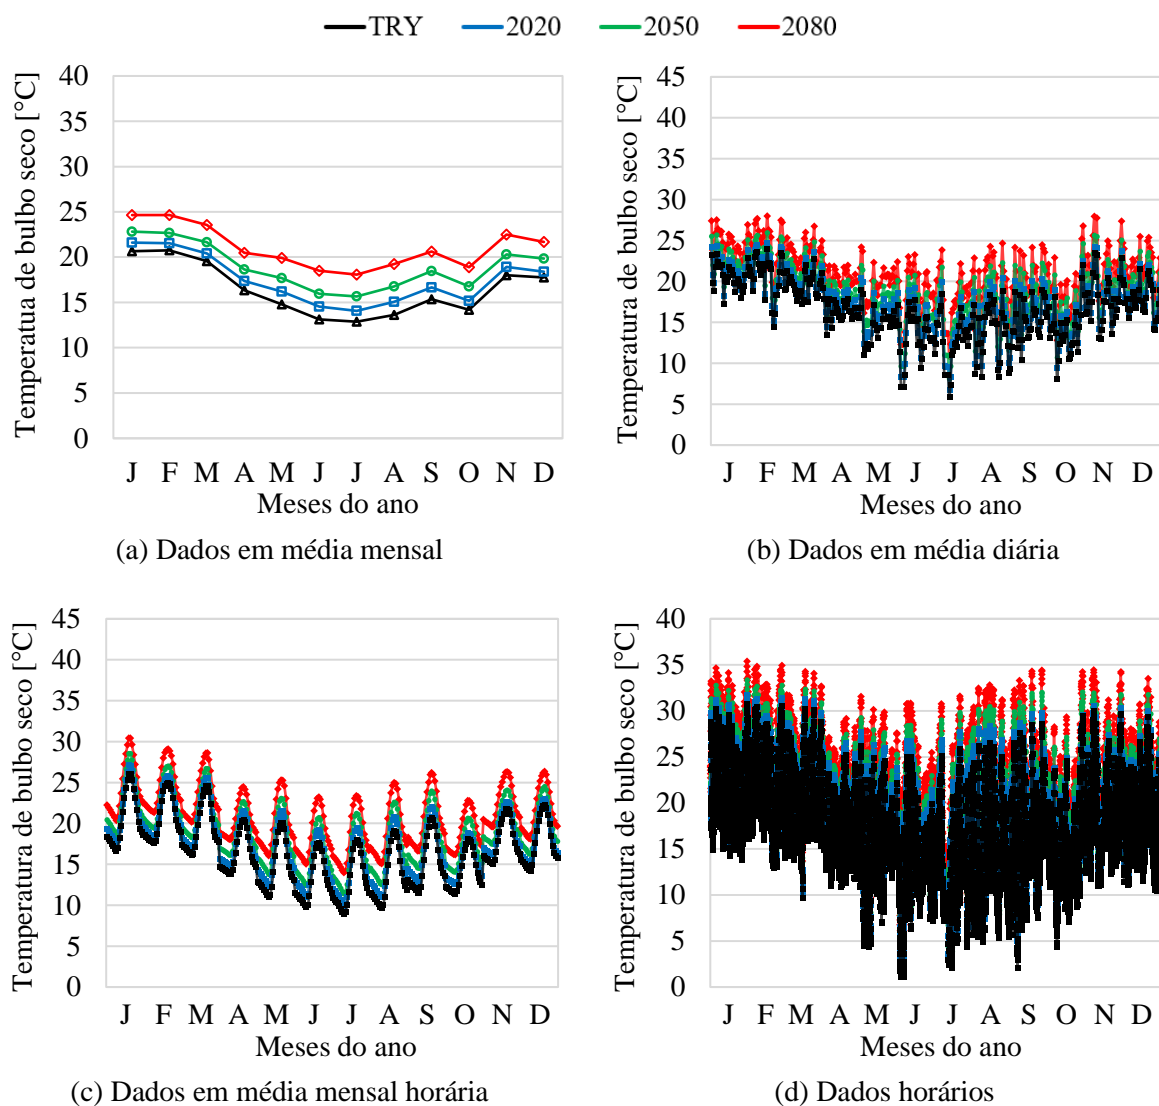 TRY 2020 2050 2080
Temperatua de bulbo seco [°C]
40
35
30
25
20
15
10
5
0
J F M A M J J A S O N D
Meses do ano
(a) Dados em média mensal
Temperatura de bulbo seco [°C]
45
40
35
30
25
20
15
10
5
0
J F M A M J J A S O N D
Meses do ano
(b) Dados em média diária
Temperatura de bulbo seco [°C]
45
40
35
30
25
20
15
10
5
0
J F M A M J J A S O N D
Meses do ano
(c) Dados em média mensal horária
Temperatura de bulbo seco [°C]
40
35
30
25
20
15
10
5
0
J F M A M J J A S O N D
Meses do ano
(d) Dados horários